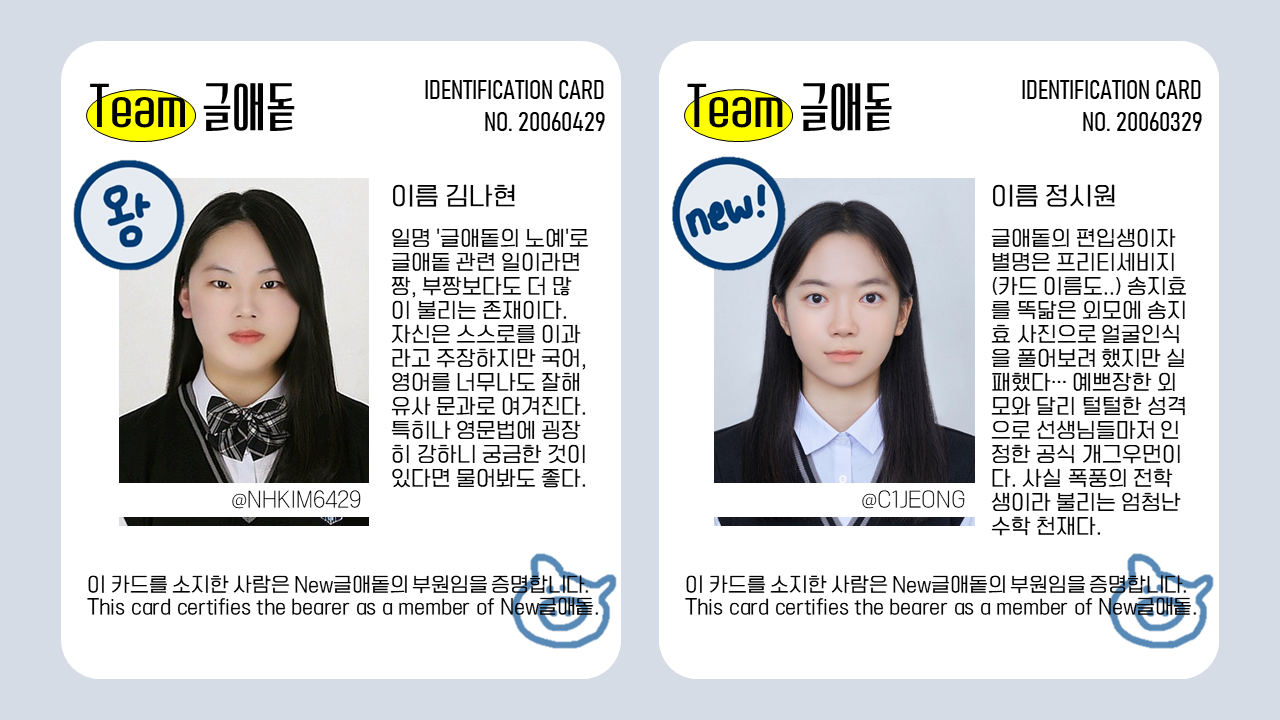 Team 글애돝
IDENTIFICATION CARD
NO. 20060429
왕
이름 김나현
일명 '글애돝의 노예'로
글애돝 관련 일이라면
짱, 부짱보다도 더 많
이 불리는 존재이다.
자신은 스스로를 이과
라고 주장하지만 국어,
영어를 너무나도 잘해
유사 문과로 여겨진다.
특히나 영문법에 굉장
히 강하니 궁금한 것이
있다면 물어봐도 좋다.
@NHKIM6429
이 카드를 소지한 사람은 New글애돝의 부원임을 증명합니다.
This card certifies the bearer as a member of New글애돝.
Team 글애돝
IDENTIFICATION CARD
NO. 20060329
new!
이름 정시원
글애돝의 편입생이자
별명은 프리티세비지
(카드 이름도..) 송지효
를 똑닮은 외모에 송지
효 사진으로 얼굴인식
을 풀어보려 했지만 실
패했다… 예쁘장한 외
모와 달리 털털한 성격
으로 선생님들마저 인
정한 공식 개그우먼이
다. 사실 폭풍의 전학
생이라 불리는 엄청난
수학 천재다.
@C1JEONG
이 카드를 소지한 사람은 New글애돝의 부원임을 증명합니다.
This card certifies the bearer as a member of New글애돝.